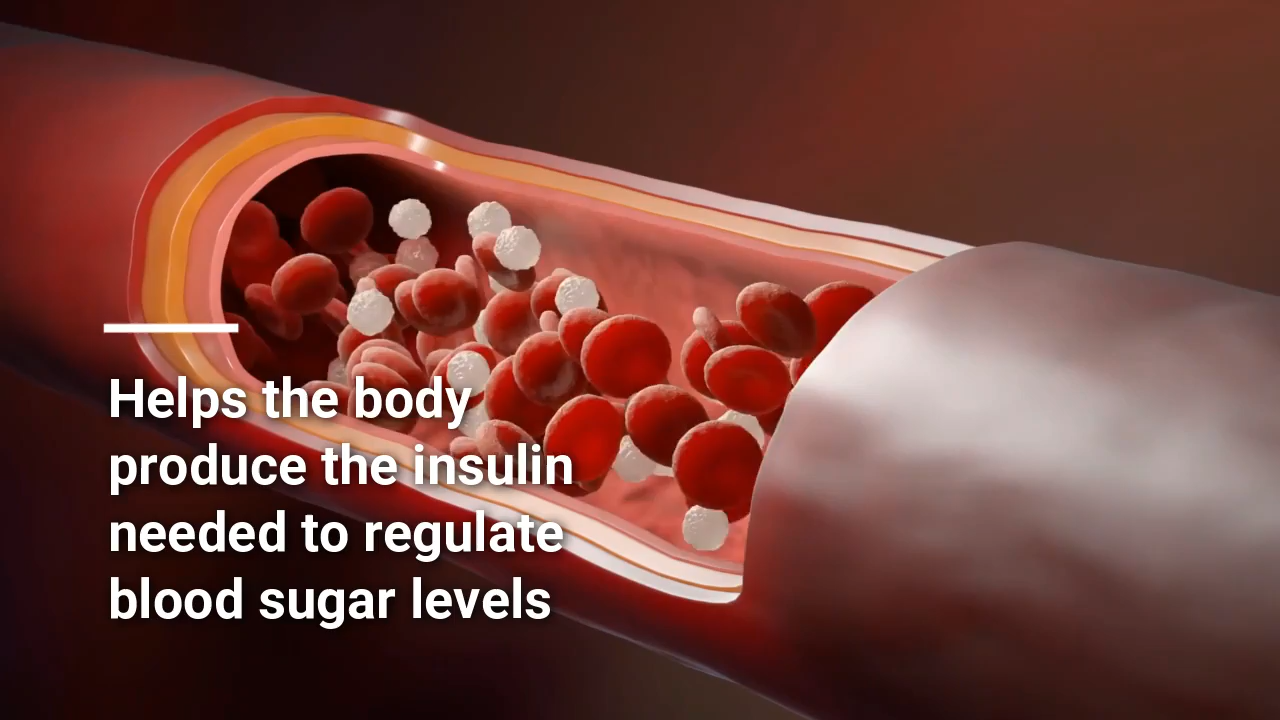 Helps the body
produce the insulin
needed to regulate
blood sugar levels